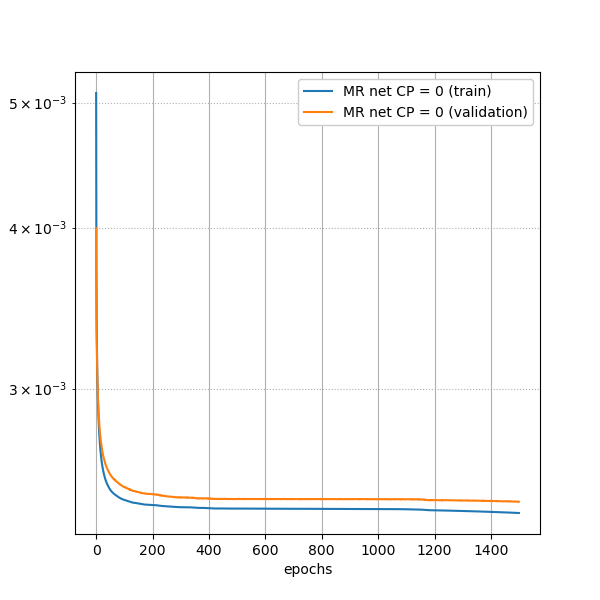 MR net CP = 0 (train)
MR net CP = 0 (validation)
5 × 10⁻³
4 × 10⁻³
3 × 10⁻³
0 200 400 600 800 1000 1200 1400
epochs